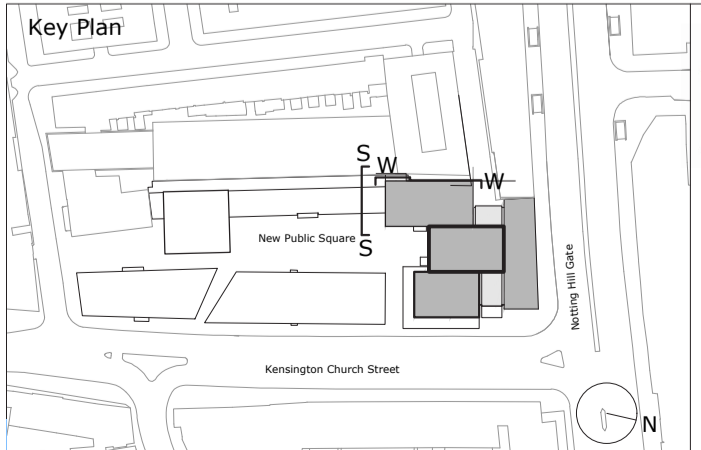 Key Plan
S
W
W
S
New Public Square
Notting Hill Gate
Kensington Church Street
N